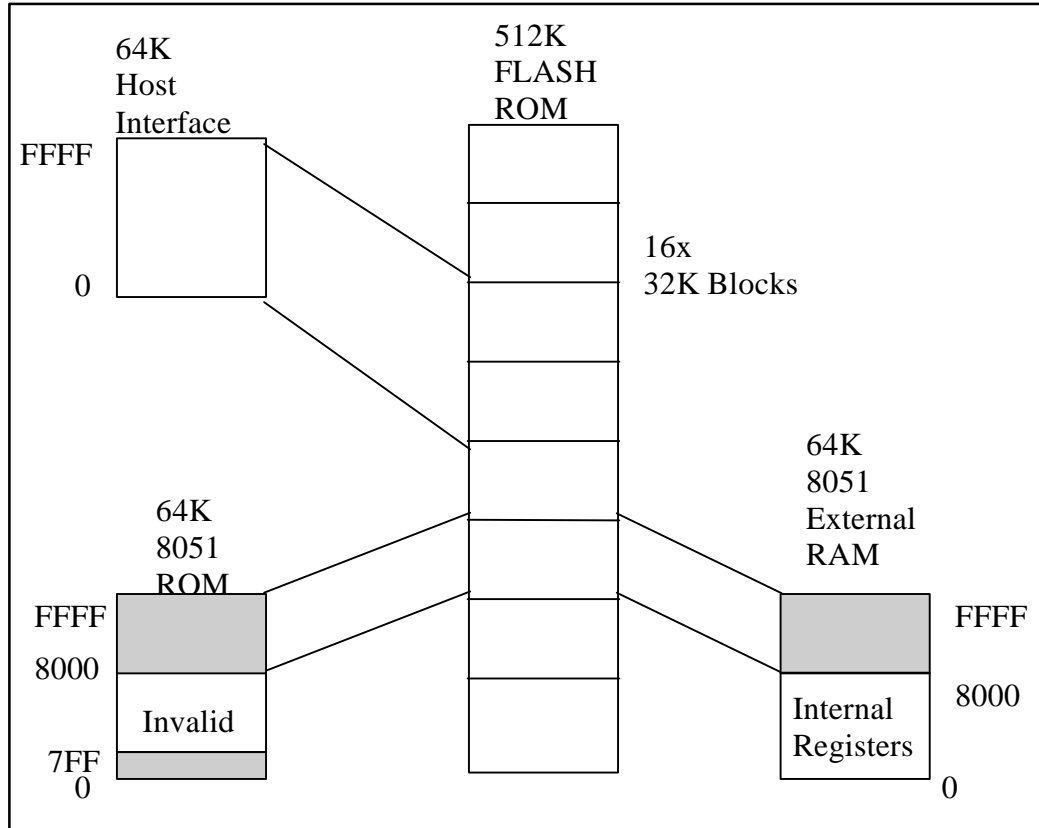 64K
Host
Interface
FFFF
0
512K
FLASH
ROM
16x
32K Blocks
64K
8051
ROM
FFFF
8000
Invalid
7FF
0
64K
8051
External
RAM
FFFF
8000
Internal
Registers
0